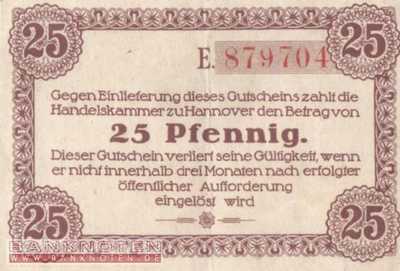 25 25
E. 879704
Gegen Einlieferung dieses Gutscheins zahlt die
Handelskammer zu Hannover den Betrag von
25 Pfennig.
Dieser Gutschein verliert seine Gültigkeit, wenn
er nicht innerhalb drei Monaten nach erfolgter
öffentlicher Aufforderung
eingelöst wird
25 25
BANKNOTEN
WWW.BANKNOTEN.DE